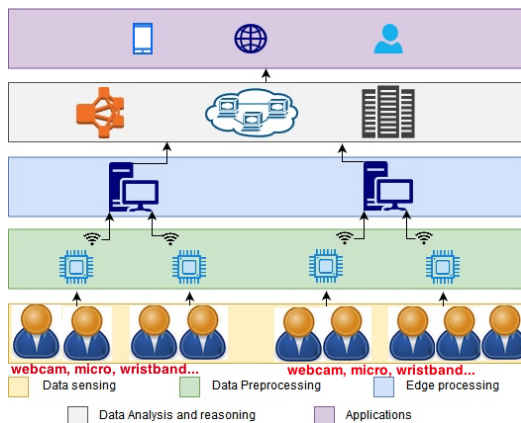 webcam, micro, wristband... webcam, micro, wristband...
Data sensing Data Preprocessing Edge processing
Data Analysis and reasoning Applications